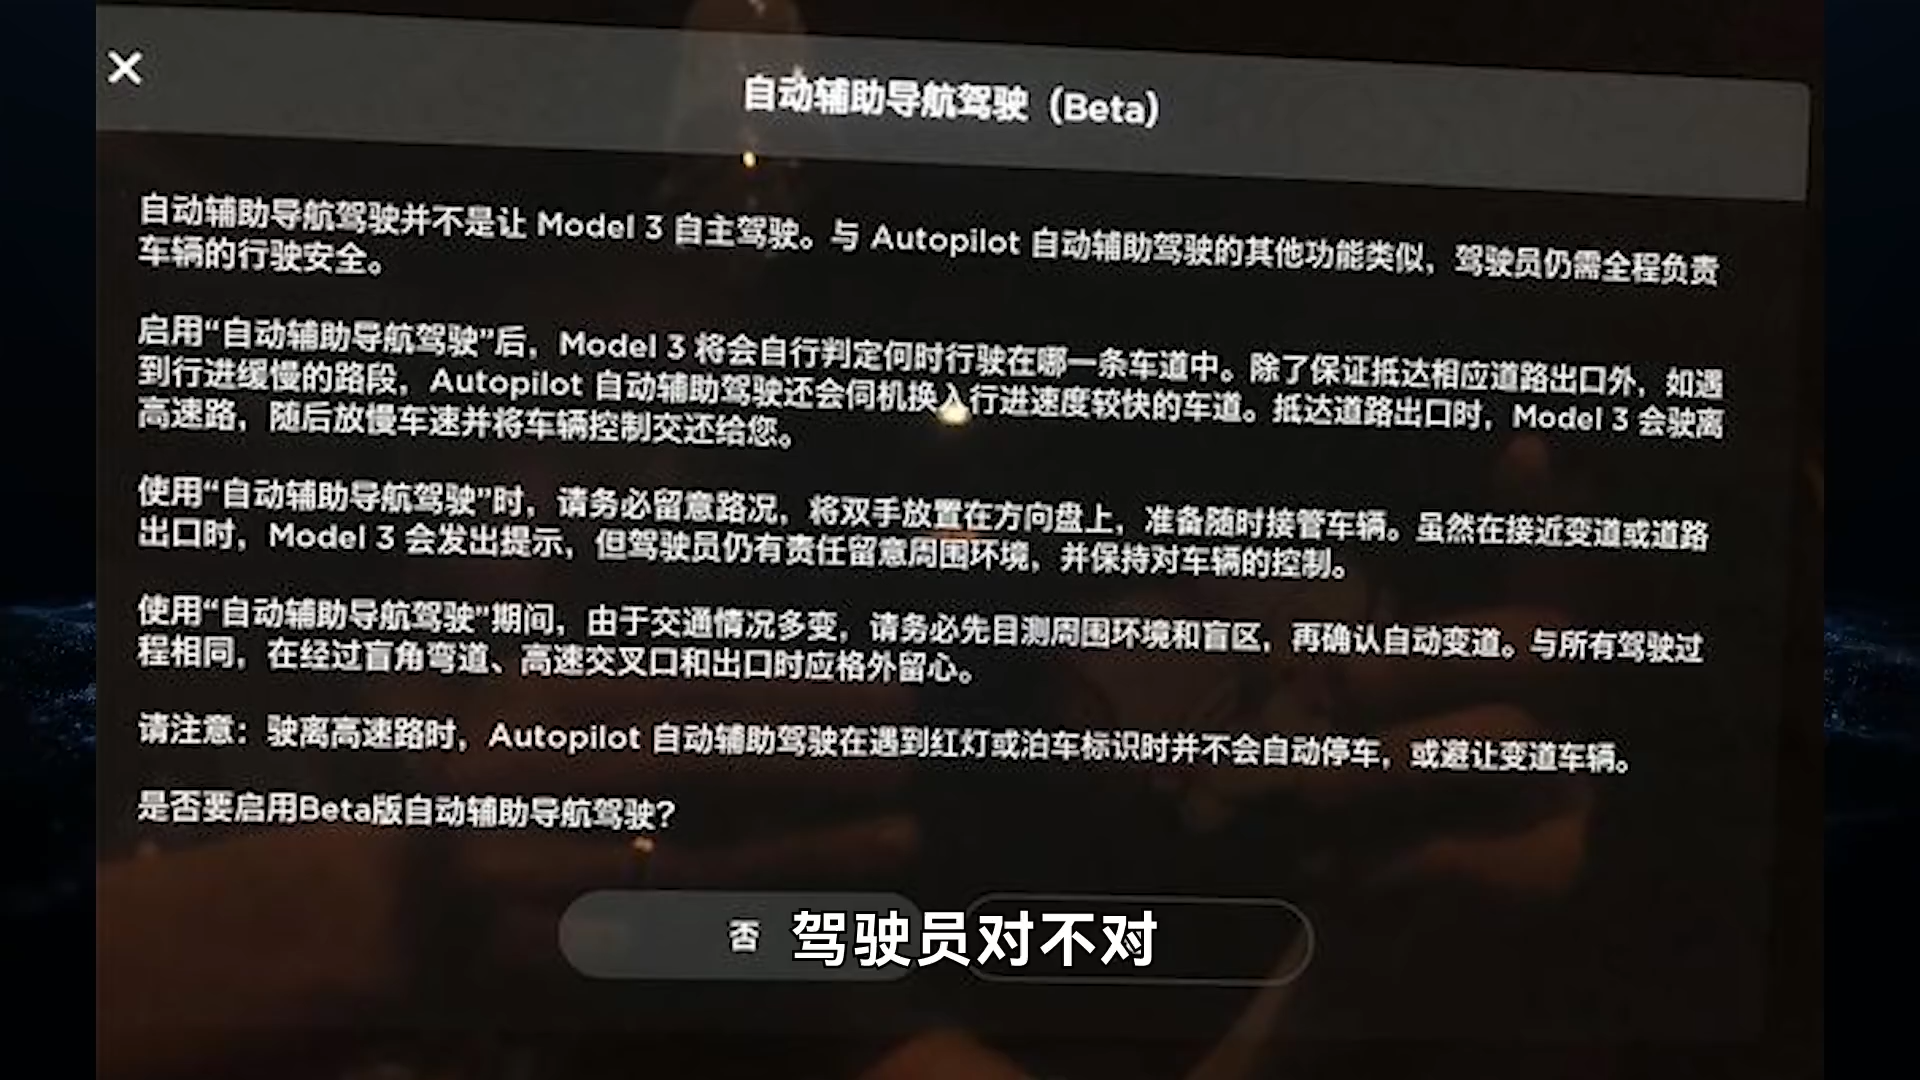 自动辅助导航驾驶（Beta）
自动辅助导航驾驶并不是让 Model 3 自主驾驶。与 Autopilot 自动辅助驾驶的其他功能类似，驾驶员仍需全程负责
车辆的行驶安全。
启用“自动辅助导航驾驶”后，Model 3 将会自行判定何时行驶在哪一条车道中。除了保证抵达相应道路出口外，如遇
到行进缓慢的路段，Autopilot 自动辅助驾驶还会伺机换入行进速度较快的车道。抵达道路出口时，Model 3 会驶离
高速路，随后放慢车速并将车辆控制交还给您。
使用“自动辅助导航驾驶”时，请务必留意路况，将双手放置在方向盘上，准备随时接管车辆。虽然在接近变道或道路
出口时，Model 3 会发出提示，但驾驶员仍有责任留意周围环境，并保持对车辆的控制。
使用“自动辅助导航驾驶”期间，由于交通情况多变，请务必先目测周围环境和盲区，再确认自动变道。与所有驾驶过
程相同，在经过盲角弯道、高速交叉口和出口时应格外留心。
请注意：驶离高速路时，Autopilot 自动辅助驾驶在遇到红灯或泊车标识时并不会自动停车，或避让变道车辆。
是否要启用Beta版自动辅助导航驾驶？
否
驾驶员对不对